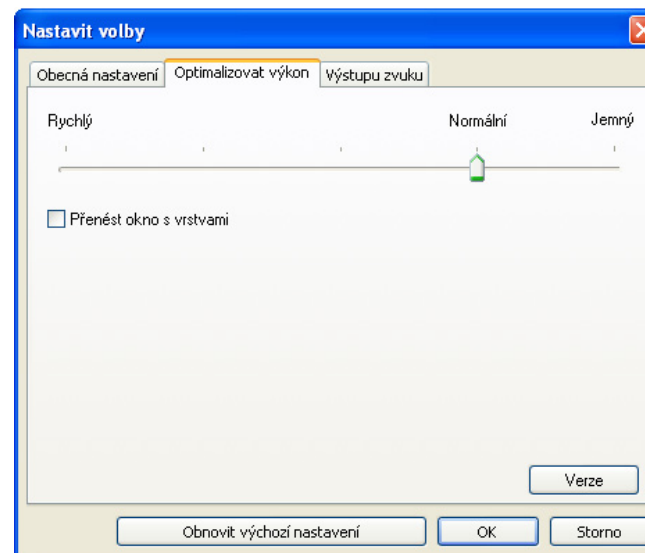 Nastavit volby
Obecná nastavení Optimalizovat výkon Výstupu zvuku
Rychlý Normální Jemný
Přenést okno s vrstvami
Verze
Obnovit výchozí nastavení OK Storno